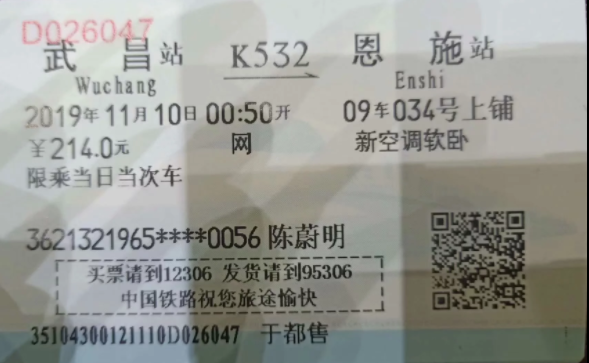 D026047
武昌站 K532 恩施站
Wuchang Enshi
2019年11月10日00:50开 09车034号上铺
￥214.0元 网 新空调软卧
限乘当日当次车
3621321965****0056 陈蔚明
买票请到12306 发货请到95306
中国铁路祝您旅途愉快
35104300121110D026047 于都售